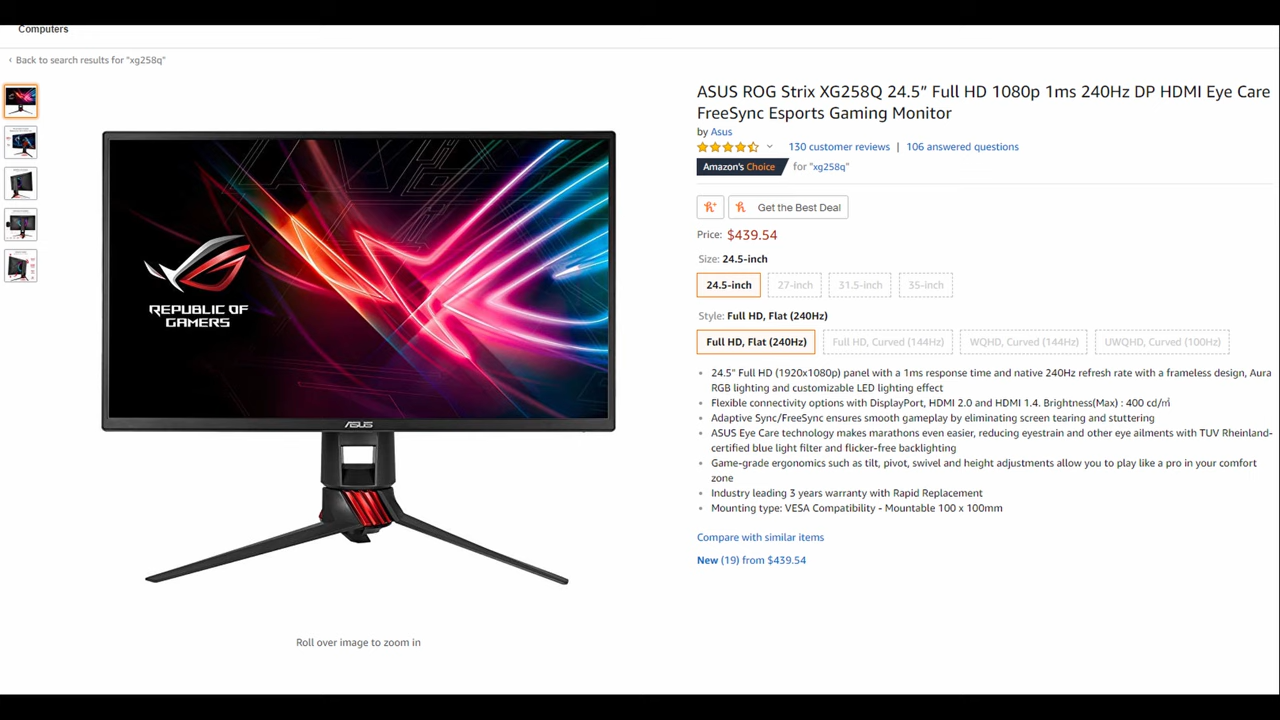 Computers
‹ Back to search results for "xg258q"
REPUBLIC OF
GAMERS
ASUS
Roll over image to zoom in
ASUS ROG Strix XG258Q 24.5” Full HD 1080p 1ms 240Hz DP HDMI Eye Care
FreeSync Esports Gaming Monitor
by Asus
130 customer reviews | 106 answered questions
Amazon's Choice for "xg258q"
Get the Best Deal
Price: $439.54
Size: 24.5-inch
24.5-inch 27-inch 31.5-inch 35-inch
Style: Full HD, Flat (240Hz)
Full HD, Flat (240Hz) Full HD, Curved (144Hz) WQHD, Curved (144Hz) UWQHD, Curved (100Hz)
• 24.5” Full HD (1920x1080p) panel with a 1ms response time and native 240Hz refresh rate with a frameless design, Aura
RGB lighting and customizable LED lighting effect
• Flexible connectivity options with DisplayPort, HDMI 2.0 and HDMI 1.4. Brightness(Max) : 400 cd/㎡
• Adaptive Sync/FreeSync ensures smooth gameplay by eliminating screen tearing and stuttering
• ASUS Eye Care technology makes marathons even easier, reducing eyestrain and other eye ailments with TUV Rheinland-
certified blue light filter and flicker-free backlighting
• Game-grade ergonomics such as tilt, pivot, swivel and height adjustments allow you to play like a pro in your comfort
zone
• Industry leading 3 years warranty with Rapid Replacement
• Mounting type: VESA Compatibility - Mountable 100 x 100mm
Compare with similar items
New (19) from $439.54